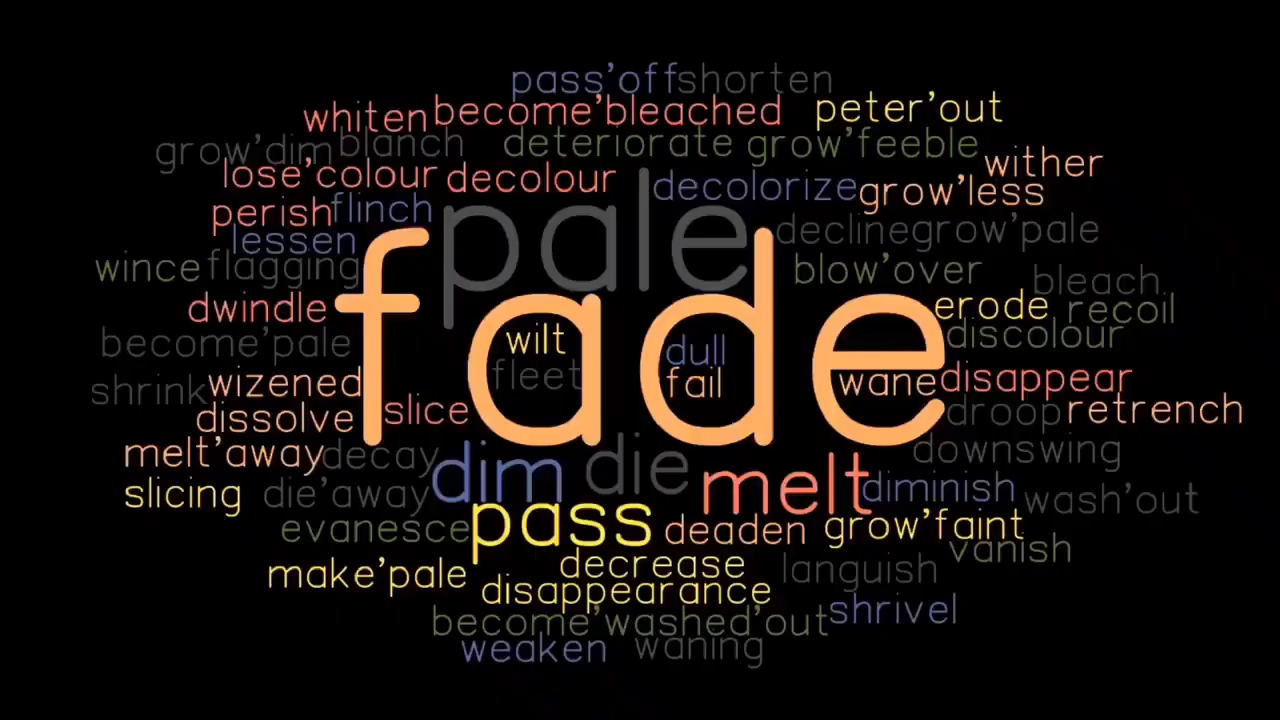 pass'off shorten
whiten become'bleached peter'out
grow'dim blanch deteriorate grow'feeble
lose'colour decolour decolorize grow'less wither
perish flinch pale
lessen decline grow'pale
wince flagging blow'over bleach
dwindle fade erode recoil
become'pale wilt dull discolour
shrink wizened fleet fail wane disappear
dissolve slice droop retrench
melt'away decay dim die downswing
slicing die'away melt diminish wash'out
evanesce pass deaden grow'faint
make'pale decrease languish vanish
disappearance
become'washed'out shrivel
weaken waning